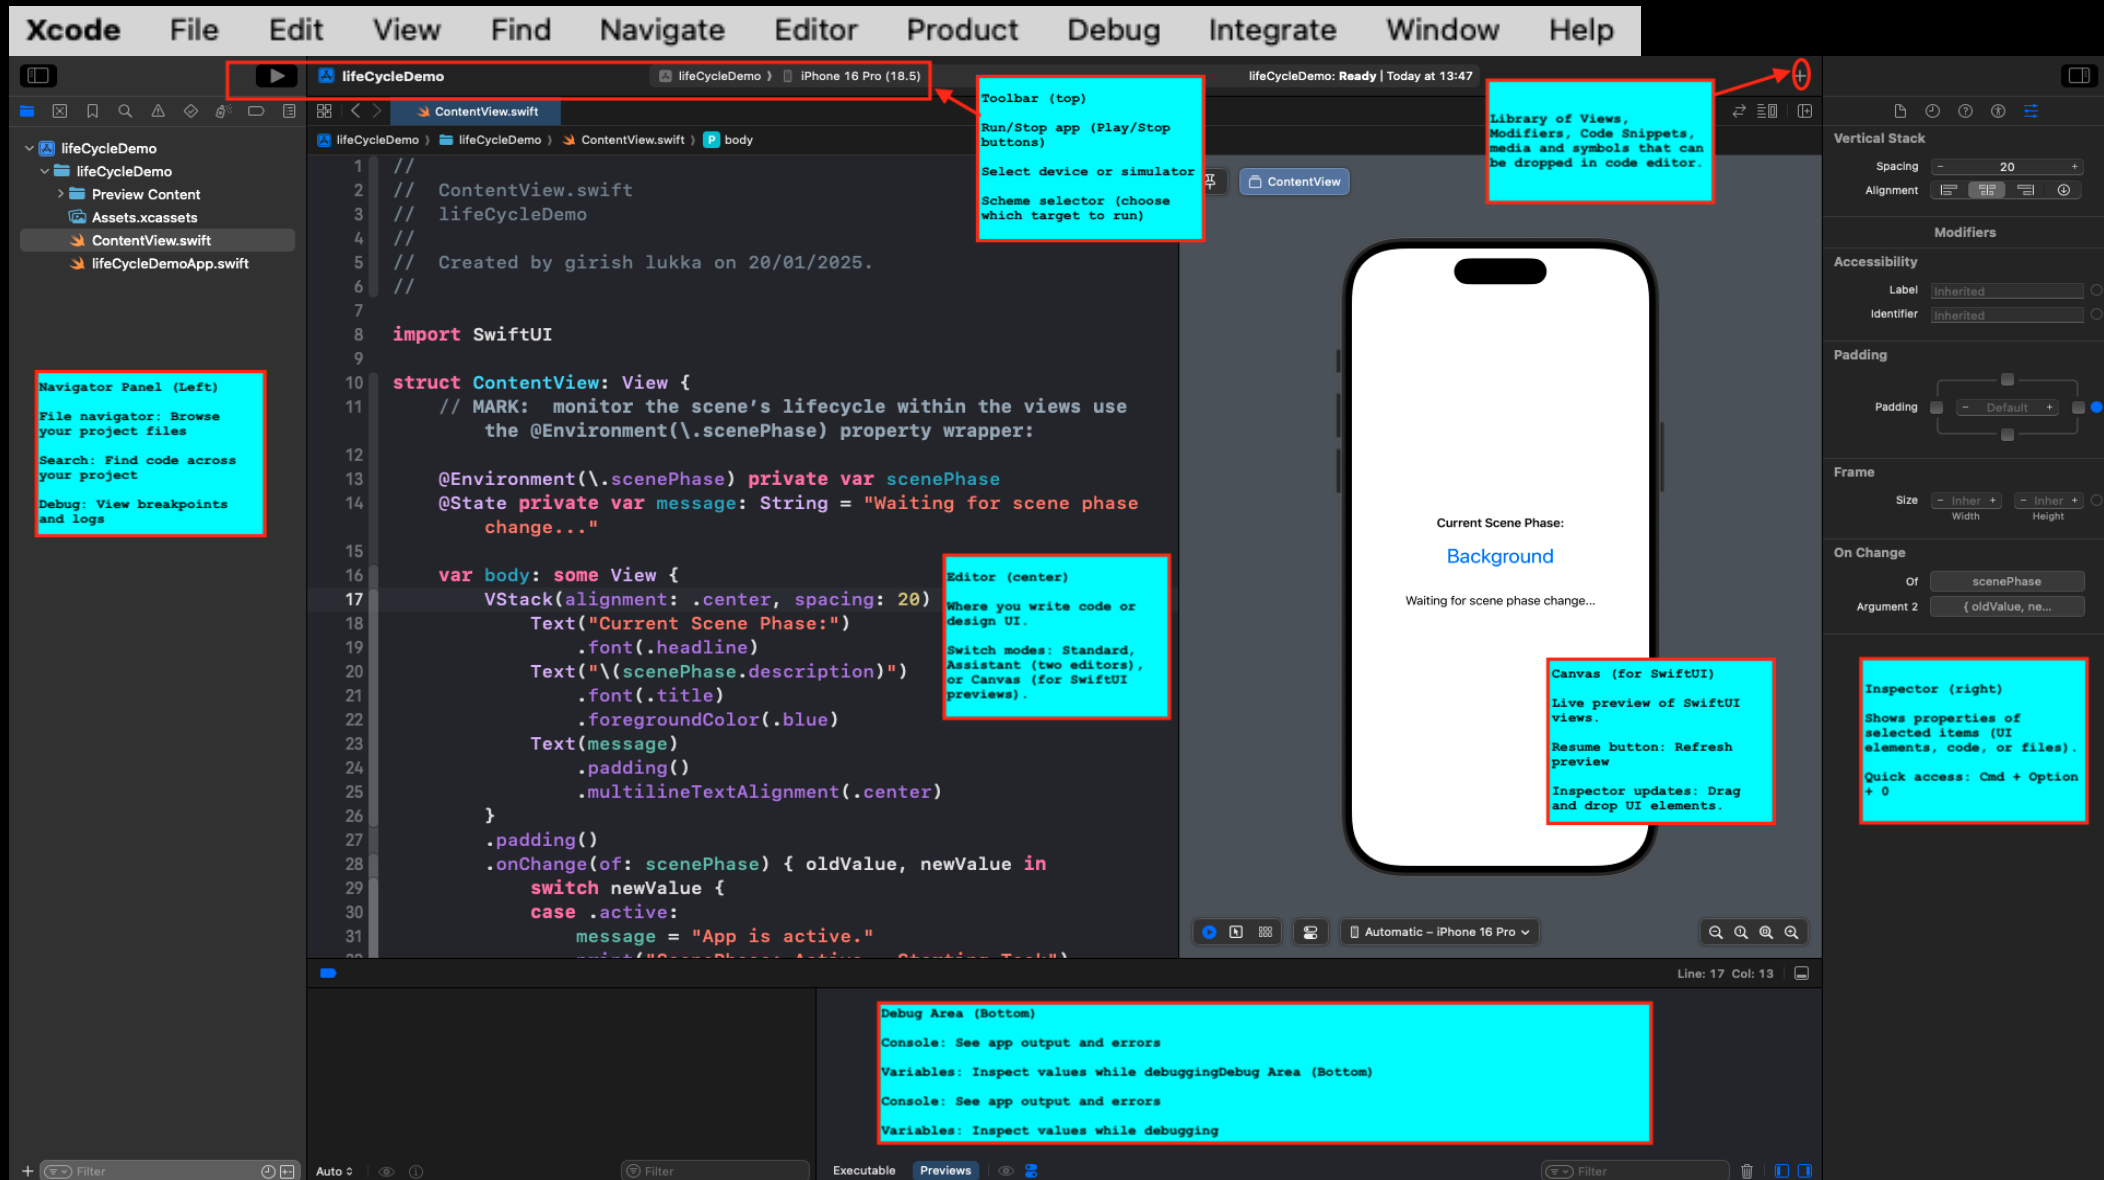 Xcode File Edit View Find Navigate Editor Product Debug Integrate Window Help
lifeCycleDemo
lifeCycleDemo ⟩ iPhone 16 Pro (18.5)
lifeCycleDemo: Ready | Today at 13:47
ContentView.swift
lifeCycleDemo ⟩ lifeCycleDemo ⟩ ContentView.swift ⟩ P body
lifeCycleDemo
lifeCycleDemo
Preview Content
Assets.xcassets
ContentView.swift
lifeCycleDemoApp.swift
Navigator Panel (Left)
File navigator: Browse
your project files
Search: Find code across
your project
Debug: View breakpoints
and logs
Filter
1 //
2 // ContentView.swift
3 // lifeCycleDemo
4 //
5 // Created by girish lukka on 20/01/2025.
6 //
7
8 import SwiftUI
9
10 struct ContentView: View {
11 // MARK: monitor the scene’s lifecycle within the views use
the @Environment(\.scenePhase) property wrapper:
12
13 @Environment(\.scenePhase) private var scenePhase
14 @State private var message: String = "Waiting for scene phase
change..."
15
16 var body: some View {
17 VStack(alignment: .center, spacing: 20)
18 Text("Current Scene Phase:")
19 .font(.headline)
20 Text("\(scenePhase.description)")
21 .font(.title)
22 .foregroundColor(.blue)
23 Text(message)
24 .padding()
25 .multilineTextAlignment(.center)
26 }
27 .padding()
28 .onChange(of: scenePhase) { oldValue, newValue in
29 switch newValue {
30 case .active:
31 message = "App is active."
Toolbar (top)
Run/Stop app (Play/Stop
buttons)
Select device or simulator
Scheme selector (choose
which target to run)
Editor (center)
Where you write code or
design UI.
Switch modes: Standard,
Assistant (two editors),
or Canvas (for SwiftUI
previews).
Library of Views,
Modifiers, Code Snippets,
media and symbols that can
be dropped in code editor.
ContentView
Current Scene Phase:
Background
Waiting for scene phase change...
Canvas (for SwiftUI)
Live preview of SwiftUI
views.
Resume button: Refresh
preview
Inspector updates: Drag
and drop UI elements.
Automatic – iPhone 16 Pro
Line: 17 Col: 13
Vertical Stack
Spacing - 20 +
Alignment
Modifiers
Accessibility
Label Inherited
Identifier Inherited
Padding
Padding - Default +
Frame
Size - Inher + - Inher +
Width Height
On Change
Of scenePhase
Argument 2 { oldValue, ne...
Inspector (right)
Shows properties of
selected items (UI
elements, code, or files).
Quick access: Cmd + Option
+ 0
Debug Area (Bottom)
Console: See app output and errors
Variables: Inspect values while debuggingDebug Area (Bottom)
Console: See app output and errors
Variables: Inspect values while debugging
Auto
Filter
Executable Previews
Filter